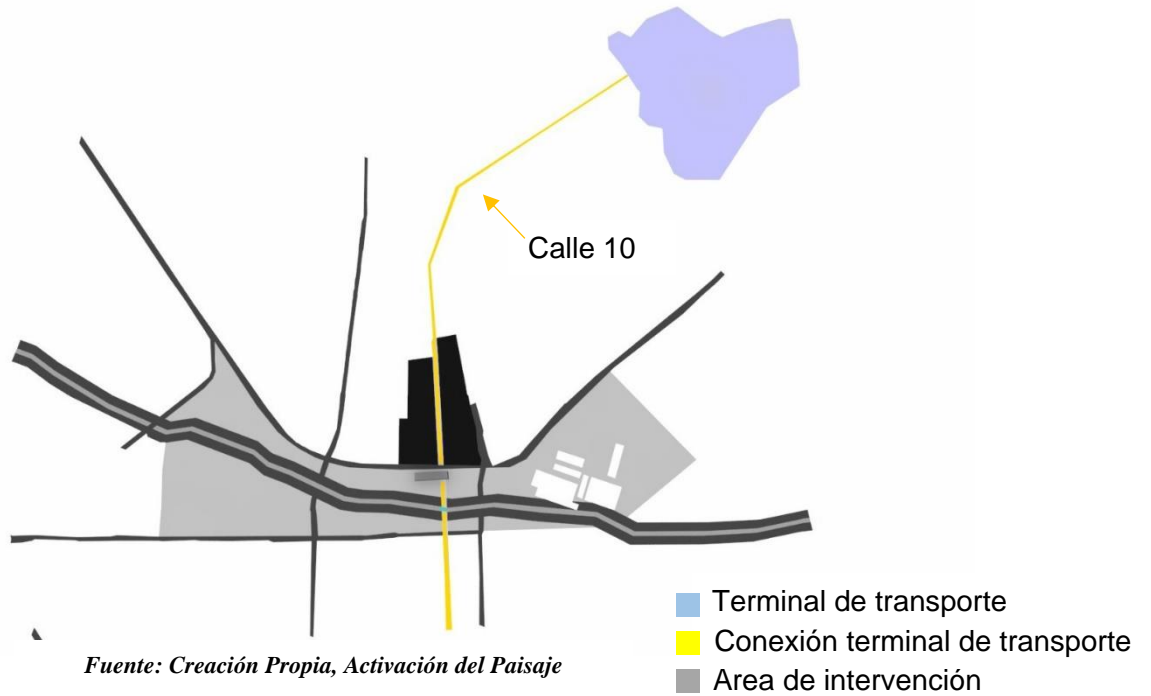 Calle 10
Terminal de transporte
Conexión terminal de transporte
Fuente: Creación Propia, Activación del Paisaje
Area de intervención